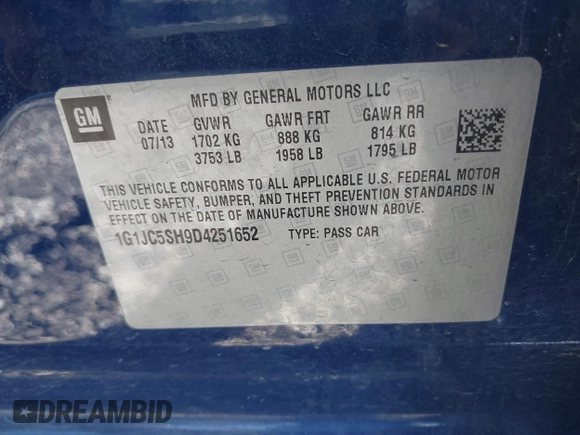 GM
MFD BY GENERAL MOTORS LLC
DATE GVWR GAWR FRT GAWR RR
07/13 1702 KG 888 KG 814 KG
3753 LB 1958 LB 1795 LB
THIS VEHICLE CONFORMS TO ALL APPLICABLE U.S. FEDERAL MOTOR
VEHICLE SAFETY, BUMPER, AND THEFT PREVENTION STANDARDS IN
EFFECT ON THE DATE OF MANUFACTURE SHOWN ABOVE.
1G1JC5SH9D4251652 TYPE: PASS CAR
DREAMBID